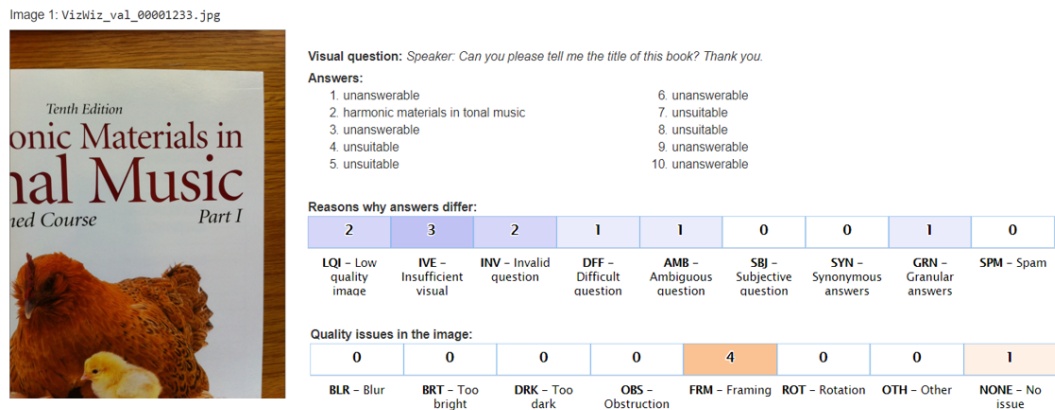 Image 1: VizWiz_val_00001233.jpg
Tenth Edition
onic Materials in
nal Music
ned Course Part I
Visual question: Speaker: Can you please tell me the title of this book? Thank you.
Answers:
1. unanswerable
2. harmonic materials in tonal music
3. unanwerable
4. unsuitable
5. unsuitable
6. unanswerable
7. unsuitable
8. unsuitable
9. unanswerable
10. unanswerable
Reasons why answers differ:
2 3 2 1 1 0 0 1 0
LQI – Low quality image
IVE – Insufficient visual
INV – Invalid question
DFF – Difficult question
AMB – Ambiguous question
SBJ – Subjective question
SYN – Synonymous answers
GRN – Granular answers
SPM – Spam
Quality issues in the image:
0 0 0 0 4 0 0 1
BLR – Blur
BRT – Too bright
DRK – Too dark
OBS – Obstruction
FRM – Framing
ROT – Rotation
OTH – Other
NONE – No issue